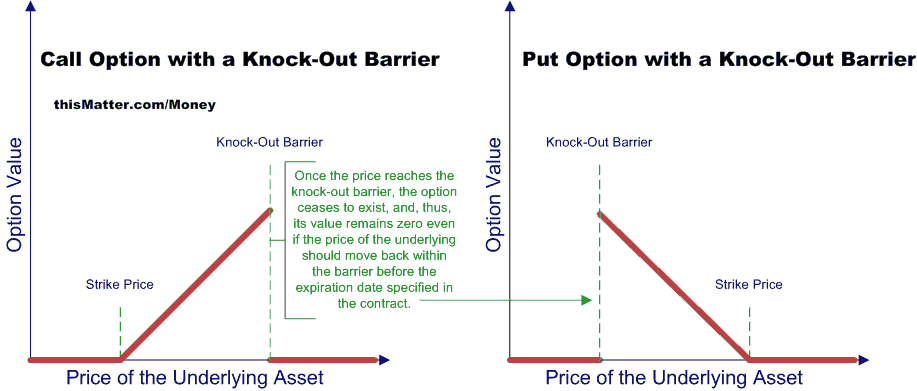 Call Option with a Knock-Out Barrier
thisMatter.com/Money
Option Value
Knock-Out Barrier
Strike Price
Once the price reaches the
knock-out barrier, the option
ceases to exist, and, thus,
its value remains zero even
if the price of the underlying
should move back within
the barrier before the
expiration date specified in
the contract.
Price of the Underlying Asset
Put Option with a Knock-Out Barrier
Option Value
Knock-Out Barrier
Strike Price
Price of the Underlying Asset